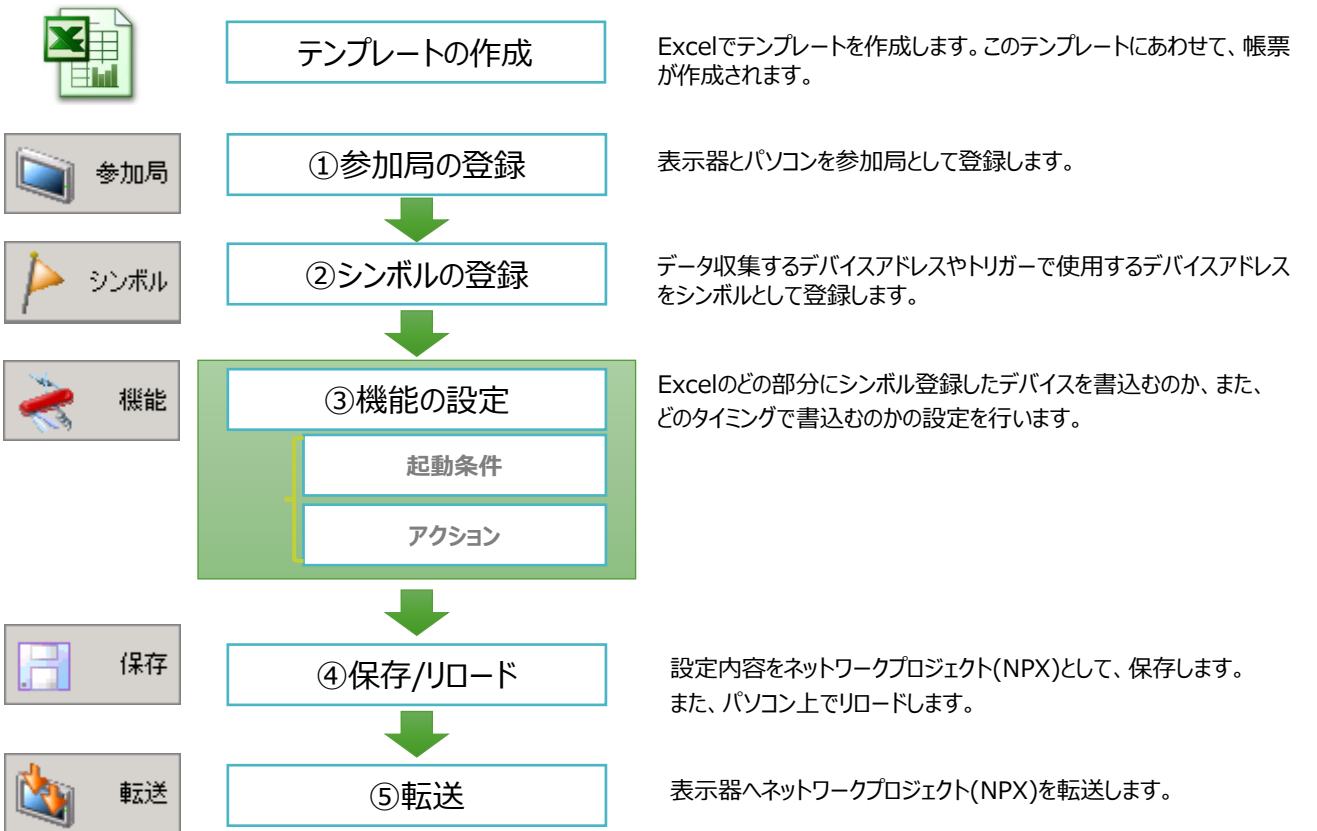 テンプレートの作成
Excelでテンプレートを作成します。このテンプレートにあわせて、帳票
が作成されます。
参加局
①参加局の登録
表示器とパソコンを参加局として登録します。
シンボル
②シンボルの登録
データ収集するデバイスアドレスやトリガーで使用するデバイスアドレス
をシンボルとして登録します。
機能
③機能の設定
Excelのどの部分にシンボル登録したデバイスを書込むのか、また、
どのタイミングで書込むのかの設定を行います。
起動条件
アクション
保存
④保存/リロード
設定内容をネットワークプロジェクト(NPX)として、保存します。
また、パソコン上でリロードします。
転送
⑤転送
表示器へネットワークプロジェクト(NPX)を転送します。